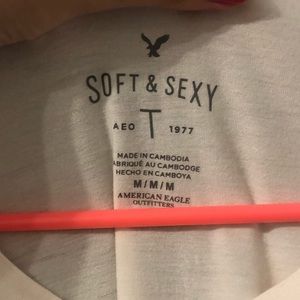 SOFT & SEXY
AEO T 1977
MADE IN CAMBODIA
FABRIQUÉ AU CAMBODGE
HECHO EN CAMBOYA
M/M/M
AMERICAN EAGLE
OUTFITTERS